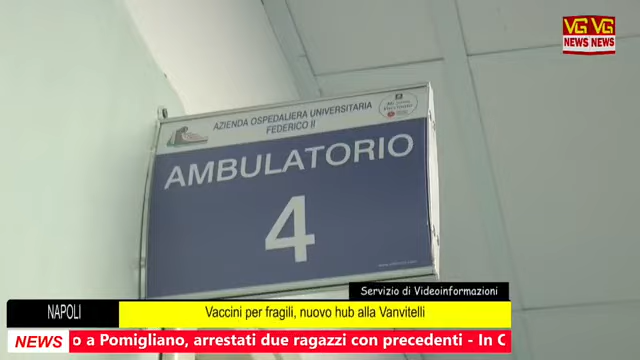 VG VG
NEWS NEWS
AZIENDA OSPEDALIERA UNIVERSITARIA
FEDERICO II
AMBULATORIO
4
Servizio di Videoinformazioni
NAPOLI
Vaccini per fragili, nuovo hub alla Vanvitelli
NEWS
o a Pomigliano, arrestati due ragazzi con precedenti - In C